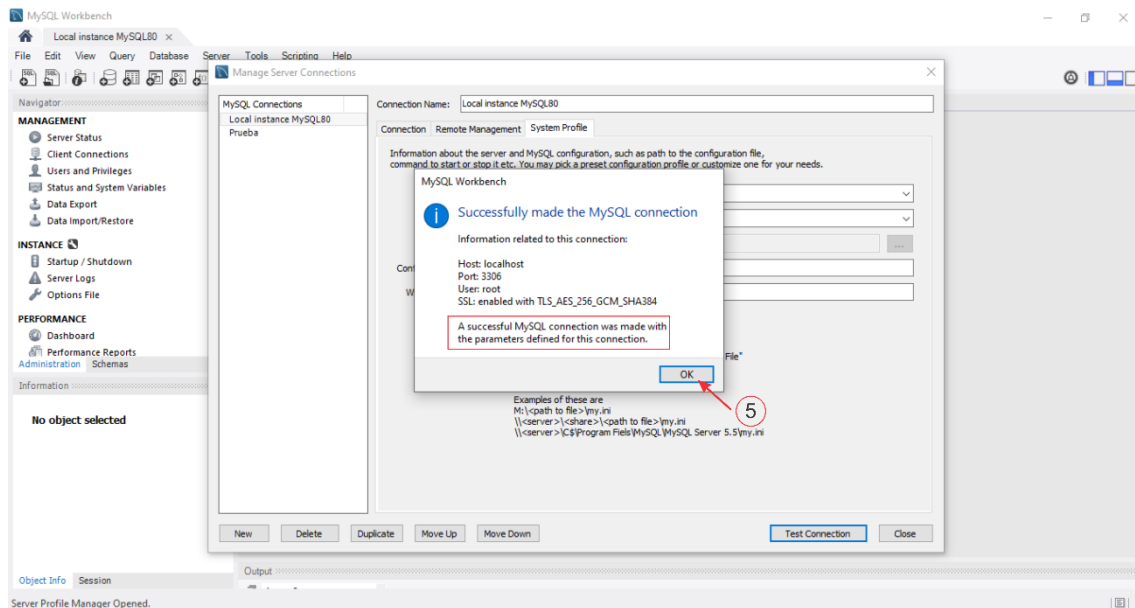 MySQL Workbench
Local instance MySQL80
File Edit View Query Database Server Tools Scripting Help
Navigator
MANAGEMENT
Server Status
Client Connections
Users and Privileges
Status and System Variables
Data Export
Data Import/Restore
INSTANCE
Startup / Shutdown
Server Logs
Options File
PERFORMANCE
Dashboard
Performance Reports
Administration Schemas
Information
No object selected
Object Info Session
Server Profile Manager Opened.
Manage Server Connections
MySQL Connections
Local instance MySQL80
Prueba
Connection Name: Local instance MySQL80
Connection Remote Management System Profile
Information about the server and MySQL configuration, such as path to the configuration file,
command to start or stop it etc. You may pick a preset configuration profile or customize one for your needs.
...
MySQL Workbench
Successfully made the MySQL connection
Information related to this connection:
Host: localhost
Port: 3306
User: root
SSL: enabled with TLS_AES_256_GCM_SHA384
A successful MySQL connection was made with
the parameters defined for this connection.
OK
5
File"
Examples of these are
M:\<path to file>\my.ini
\\<server>\<share>\<path to file>\my.ini
\\<server>\C$\Program Fiels\MySQL\MySQL Server 5.5\my.ini
New Delete Duplicate Move Up Move Down Test Connection Close
Output